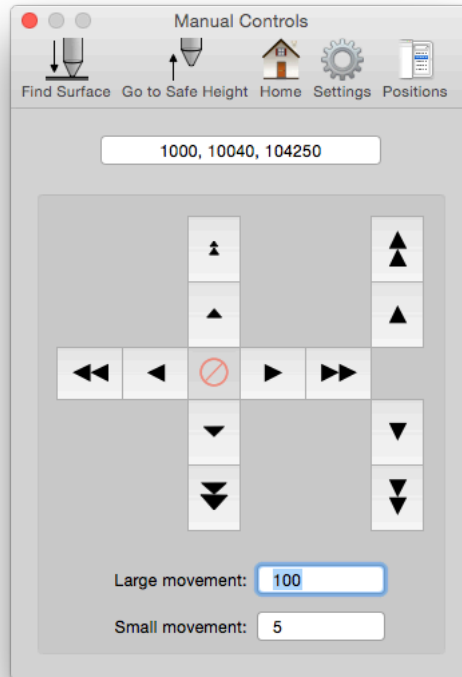 Manual Controls
Find Surface Go to Safe Height Home Settings Positions
1000, 10040, 104250
Large movement: 100
Small movement: 5